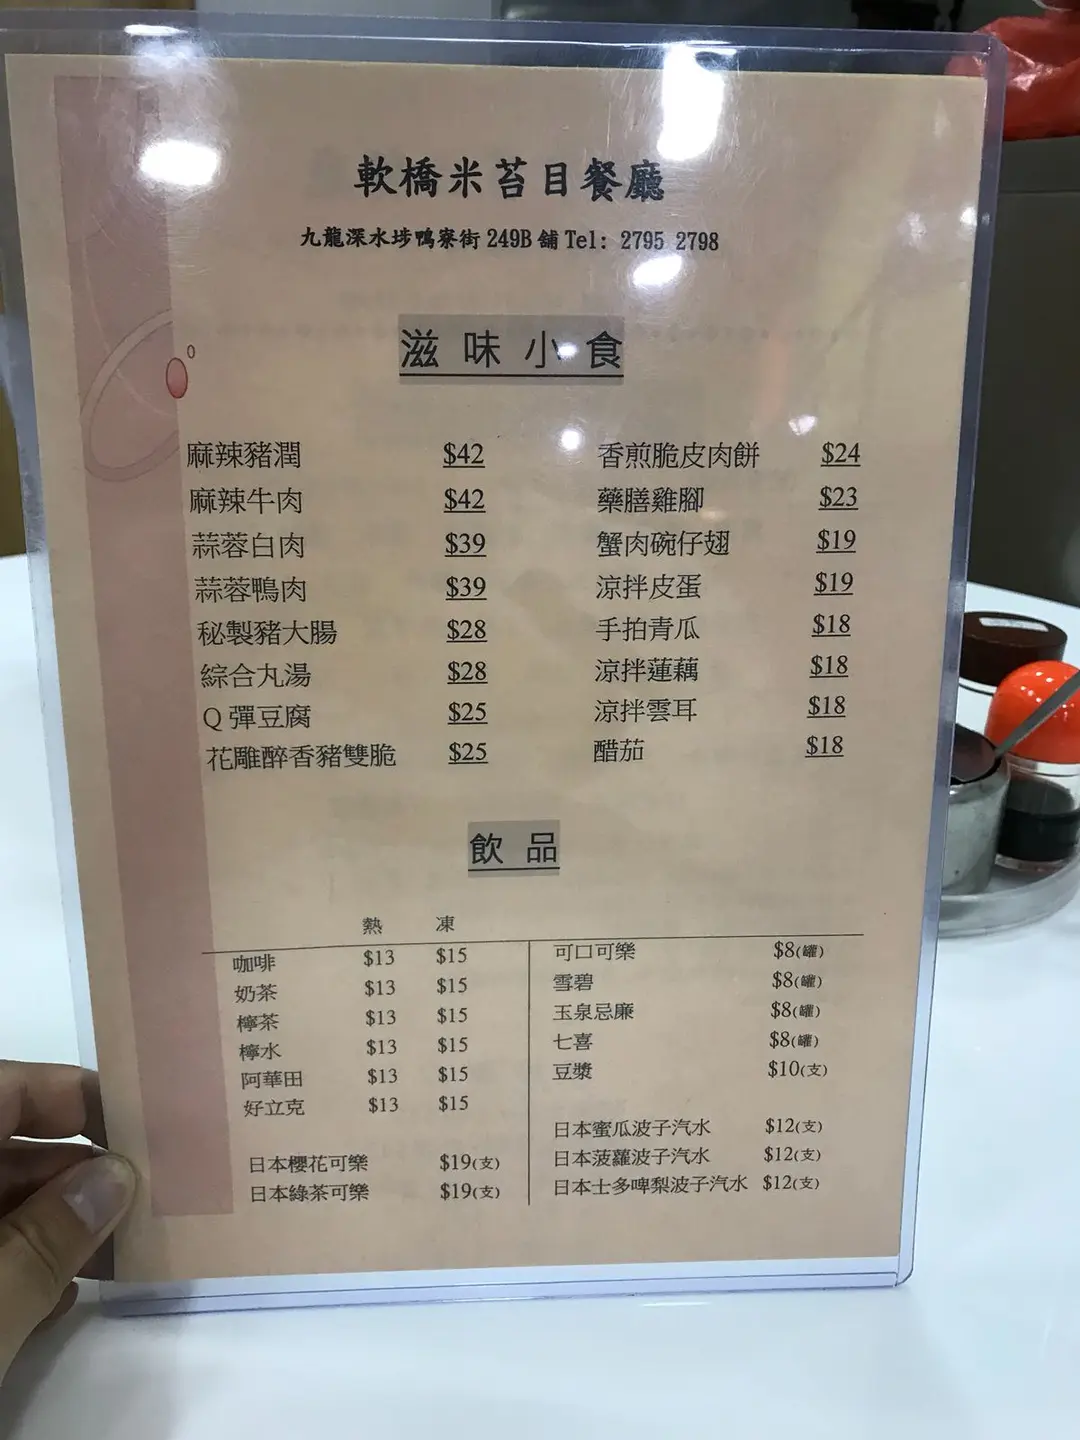 軟橋米苔目餐廳
九龍深水埗鴨寮街 249B 舖 Tel: 2795 2798
滋味小食
麻辣豬潤 $42 香煎脆皮肉餅 $24
麻辣牛肉 $42 藥膳雞腳 $23
蒜蓉白肉 $39 蟹肉碗仔翅 $19
蒜蓉鴨肉 $39 涼拌皮蛋 $19
秘製豬大腸 $28 手拍青瓜 $18
綜合丸湯 $28 涼拌蓮藕 $18
Q 彈豆腐 $25 涼拌雲耳 $18
花雕醉香豬雙脆 $25 醋茄 $18
飲品
熱 凍
咖啡 $13 $15 可口可樂 $8(罐)
奶茶 $13 $15 雪碧 $8(罐)
檸茶 $13 $15 玉泉忌廉 $8(罐)
檸水 $13 $15 七喜 $8(罐)
阿華田 $13 $15 豆漿 $10(支)
好立克 $13 $15
日本蜜瓜波子汽水 $12(支)
日本櫻花可樂 $19(支) 日本菠蘿波子汽水 $12(支)
日本綠茶可樂 $19(支) 日本士多啤梨波子汽水 $12(支)